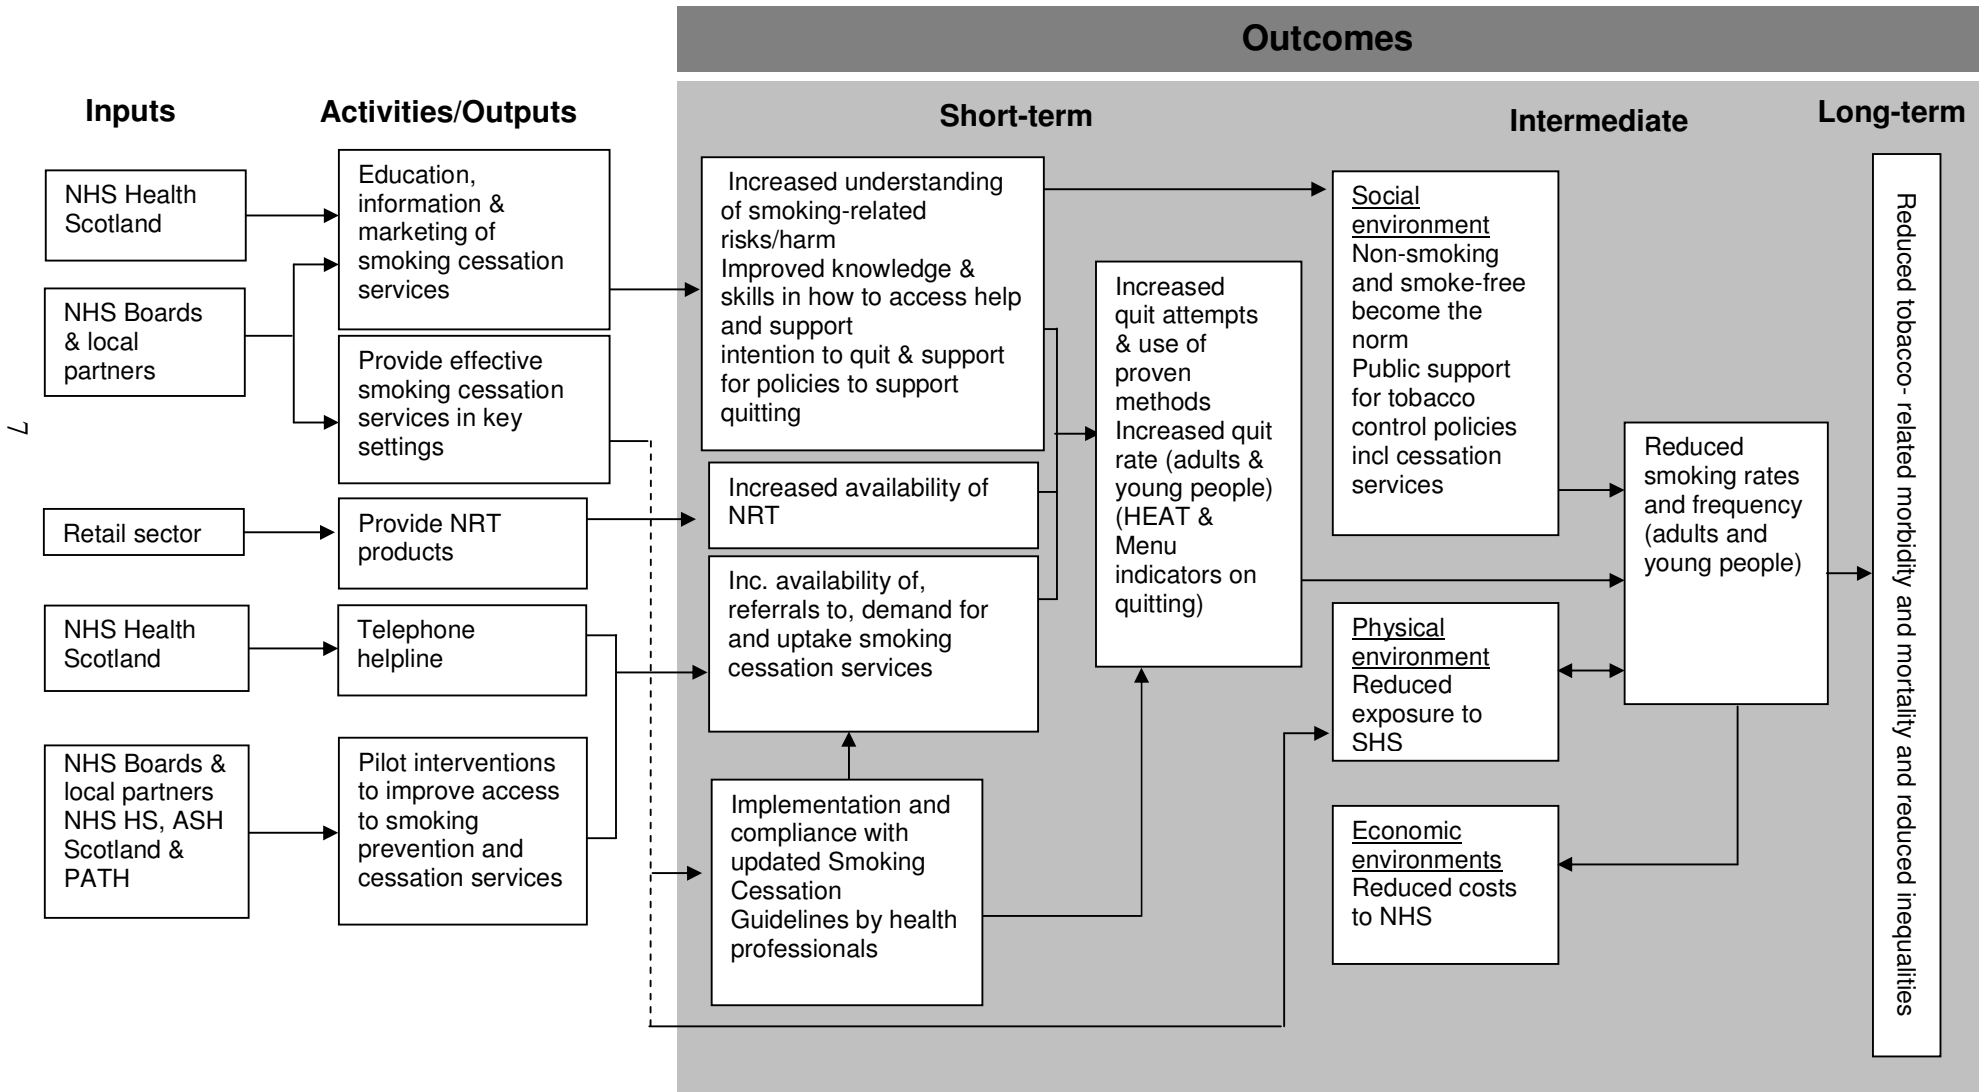 Outcomes
Inputs
Activities/Outputs
Short-term
Intermediate
Long-term
NHS Health
Scotland
NHS Boards
& local
partners
Retail sector
NHS Health
Scotland
NHS Boards &
local partners
NHS HS, ASH
Scotland &
PATH
Education,
information &
marketing of
smoking cessation
services
Provide effective
smoking cessation
services in key
settings
Provide NRT
products
Telephone
helpline
Pilot interventions
to improve access
to smoking
prevention and
cessation services
Increased understanding
of smoking-related
risks/harm
Improved knowledge &
skills in how to access help
and support
intention to quit & support
for policies to support
quitting
Increased availability of
NRT
Inc. availability of,
referrals to, demand for
and uptake smoking
cessation services
Implementation and
compliance with
updated Smoking
Cessation
Guidelines by health
professionals
Increased
quit attempts
& use of
proven
methods
Increased quit
rate (adults &
young people)
(HEAT &
Menu
indicators on
quitting)
Social
environment
Non-smoking
and smoke-free
become the
norm
Public support
for tobacco
control policies
incl cessation
services
Physical
environment
Reduced
exposure to
SHS
Economic
environments
Reduced costs
to NHS
Reduced
smoking rates
and frequency
(adults and
young people)
Reduced tobacco- related morbidity and mortality and reduced inequalities
7